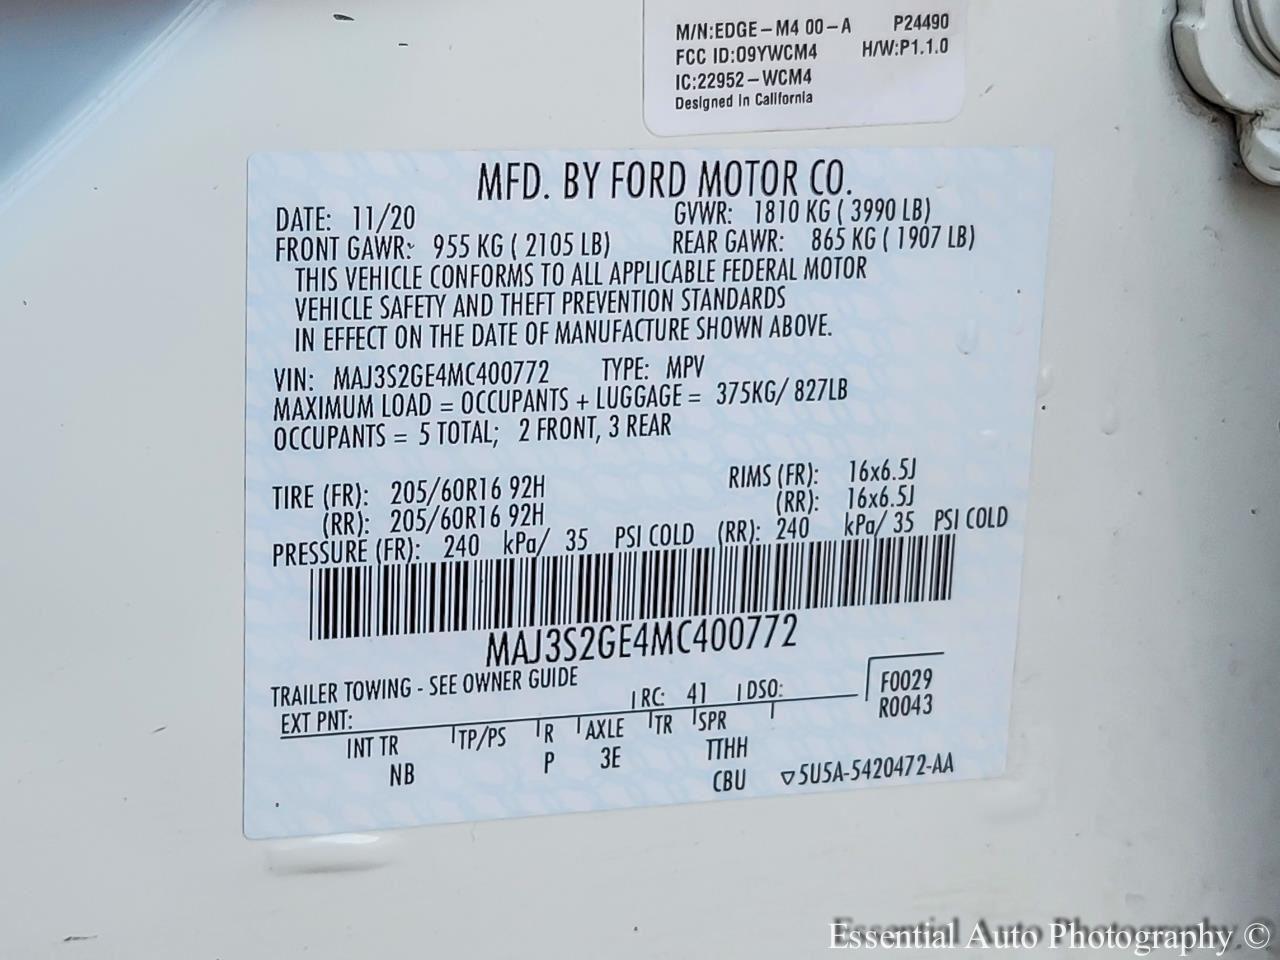 M/N:EDGE-M4 00-A P24490
FCC ID:O9YWCM4 H/W:P1.1.0
IC:22952-WCM4
Designed In California
MFD. BY FORD MOTOR CO.
DATE: 11/20 GVWR: 1810 KG ( 3990 LB)
FRONT GAWR: 955 KG ( 2105 LB) REAR GAWR: 865 KG ( 1907 LB)
THIS VEHICLE CONFORMS TO ALL APPLICABLE FEDERAL MOTOR
VEHICLE SAFETY AND THEFT PREVENTION STANDARDS
IN EFFECT ON THE DATE OF MANUFACTURE SHOWN ABOVE.
VIN: MAJ3S2GE4MC400772 TYPE: MPV
MAXIMUM LOAD = OCCUPANTS + LUGGAGE = 375KG/ 827LB
OCCUPANTS = 5 TOTAL; 2 FRONT, 3 REAR
TIRE (FR): 205/60R16 92H RIMS (FR): 16x6.5J
(RR): 205/60R16 92H (RR): 16x6.5J
PRESSURE (FR): 240 kPa/ 35 PSI COLD (RR): 240 kPa/ 35 PSI COLD
MAJ3S2GE4MC400772
TRAILER TOWING - SEE OWNER GUIDE
EXT PNT: RC: 41 DSO: F0029
R0043
INT TR TP/PS R AXLE TR SPR
NB P 3E TTHH
CBU ▽5U5A-5420472-AA
Essential Auto Photography ©